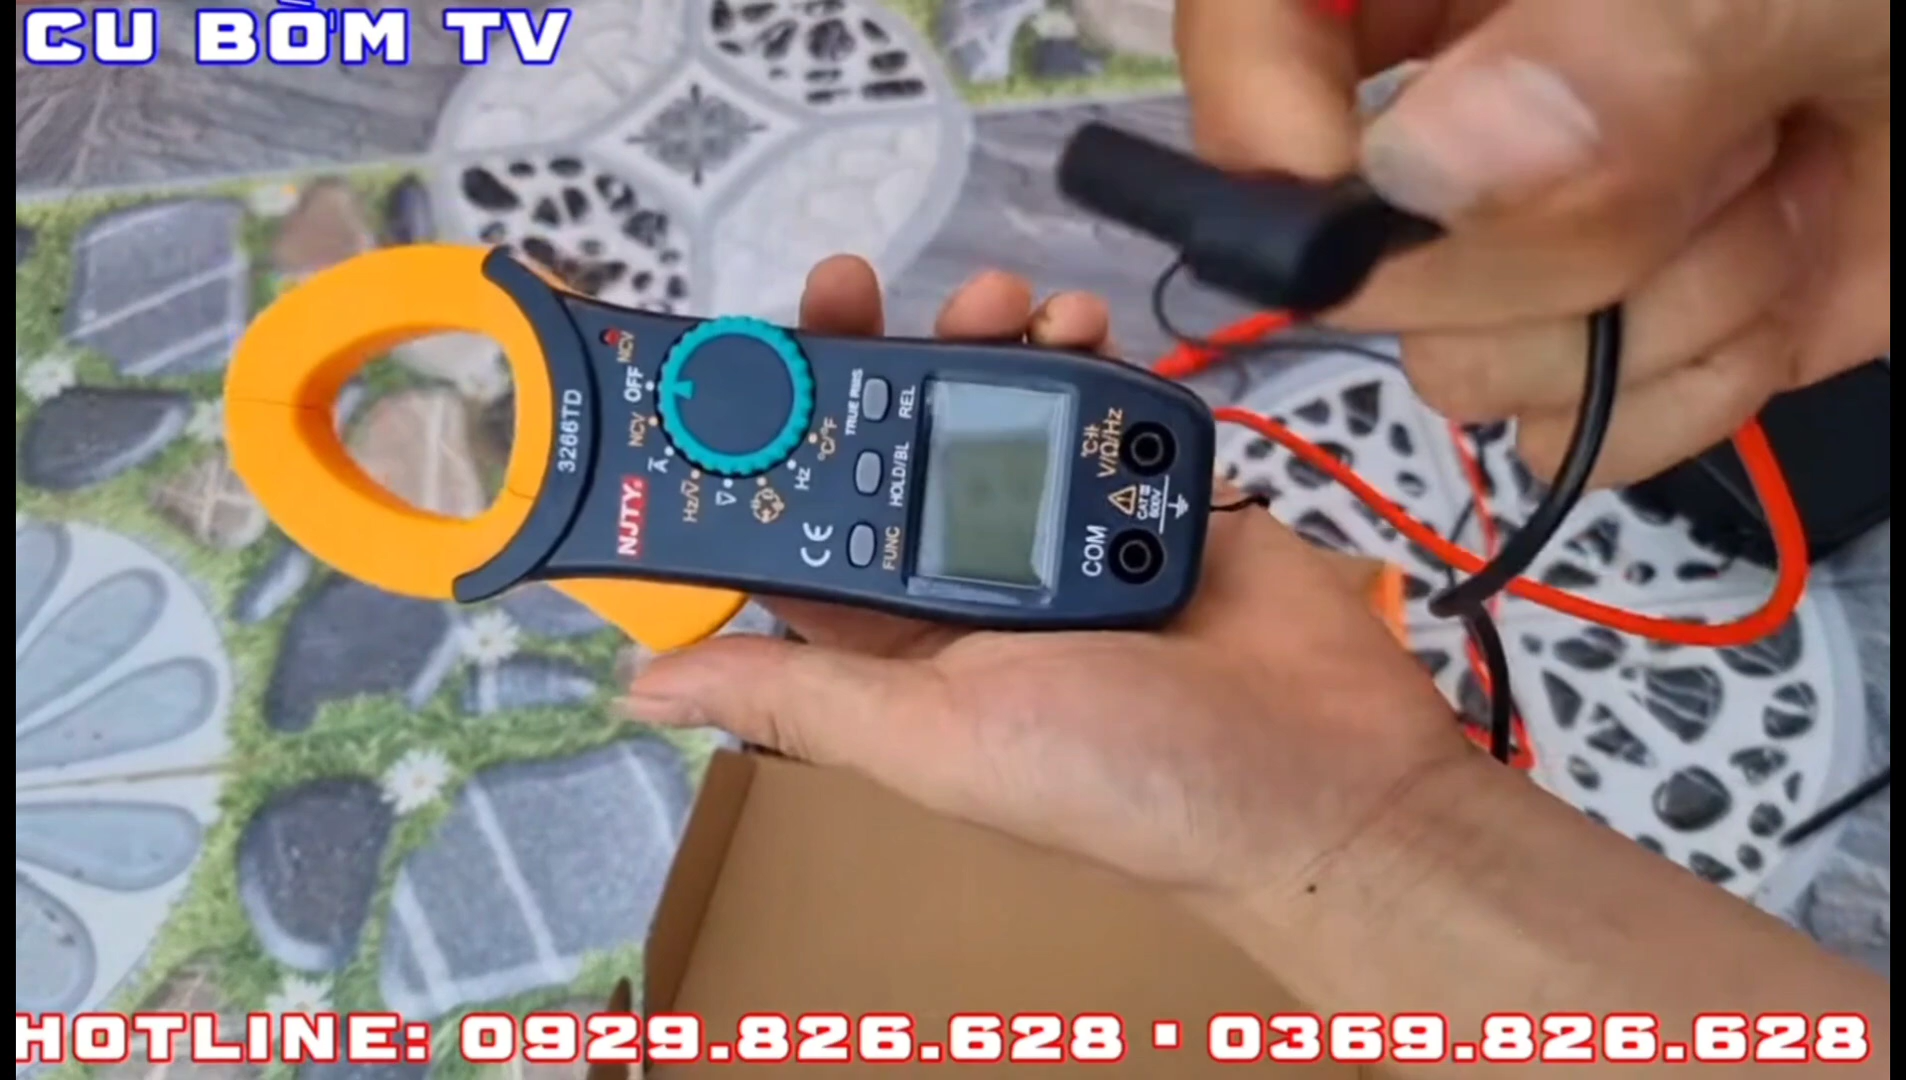 CU BỜM TV
NCV
OFF
NCV
3266TD
NJTY
Hz
Hz
°C/°F
CE
TRUE RMS
REL
HOLD/BL
FUNC
V/Ω/Hz
CAT III
600V
COM
HOTLINE: 0929.826.628 - 0369.826.628